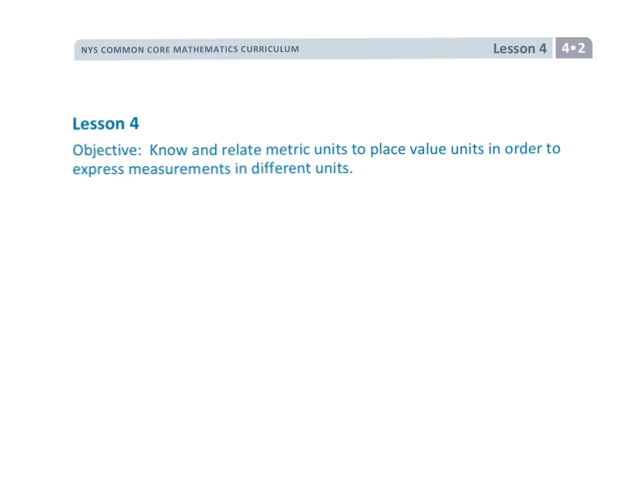 NYS COMMON CORE MATHEMATICS CURRICULUM Lesson 4 4•2
Lesson 4
Objective:  Know and relate metric units to place value units in order to
express measurements in different units.